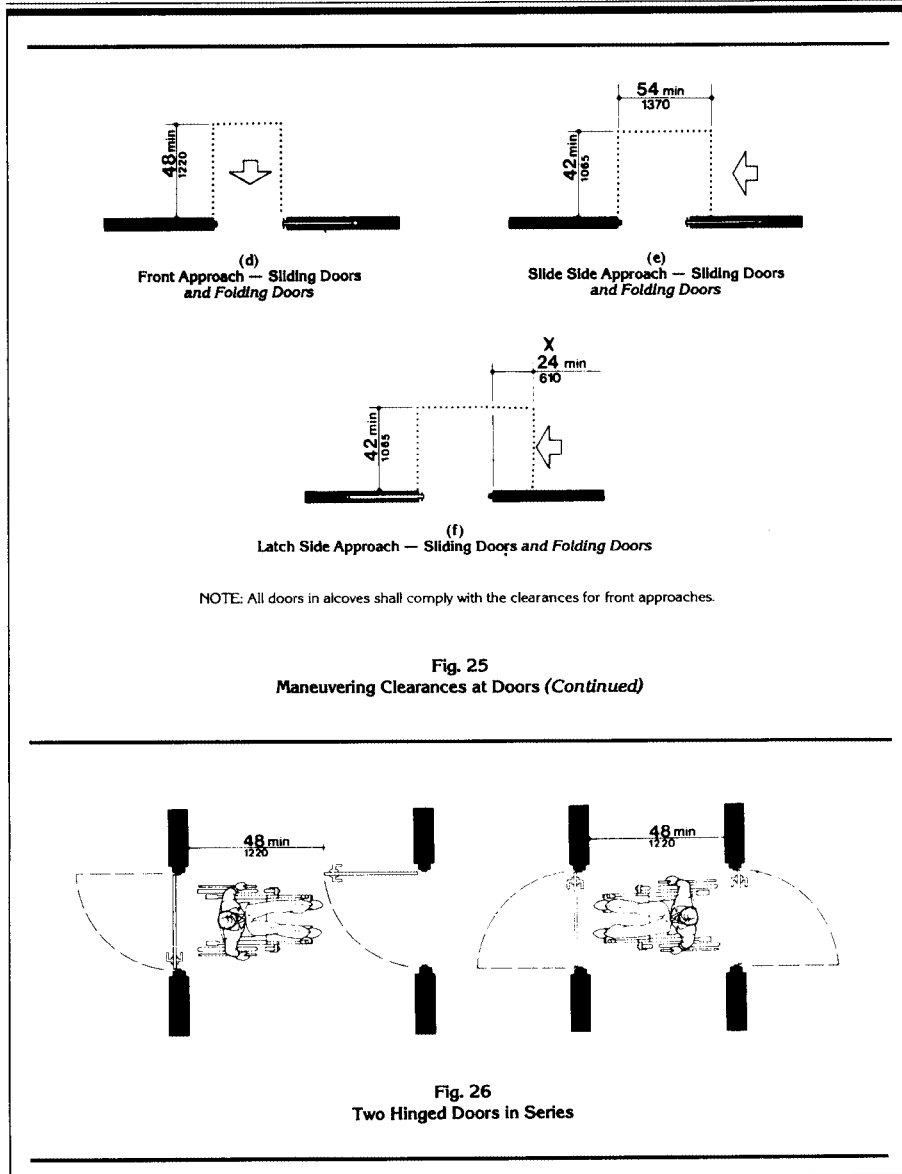 54 min
1370
48 min
1220
42 min
1065
(d)
Front Approach — Sliding Doors
and Folding Doors
(e)
Slide Side Approach — Sliding Doors
and Folding Doors
X
24 min
610
42 min
1065
(f)
Latch Side Approach — Sliding Doors and Folding Doors
NOTE: All doors in alcoves shall comply with the clearances for front approaches.
Fig. 25
Maneuvering Clearances at Doors (Continued)
48 min
1220
48 min
1220
Fig. 26
Two Hinged Doors in Series